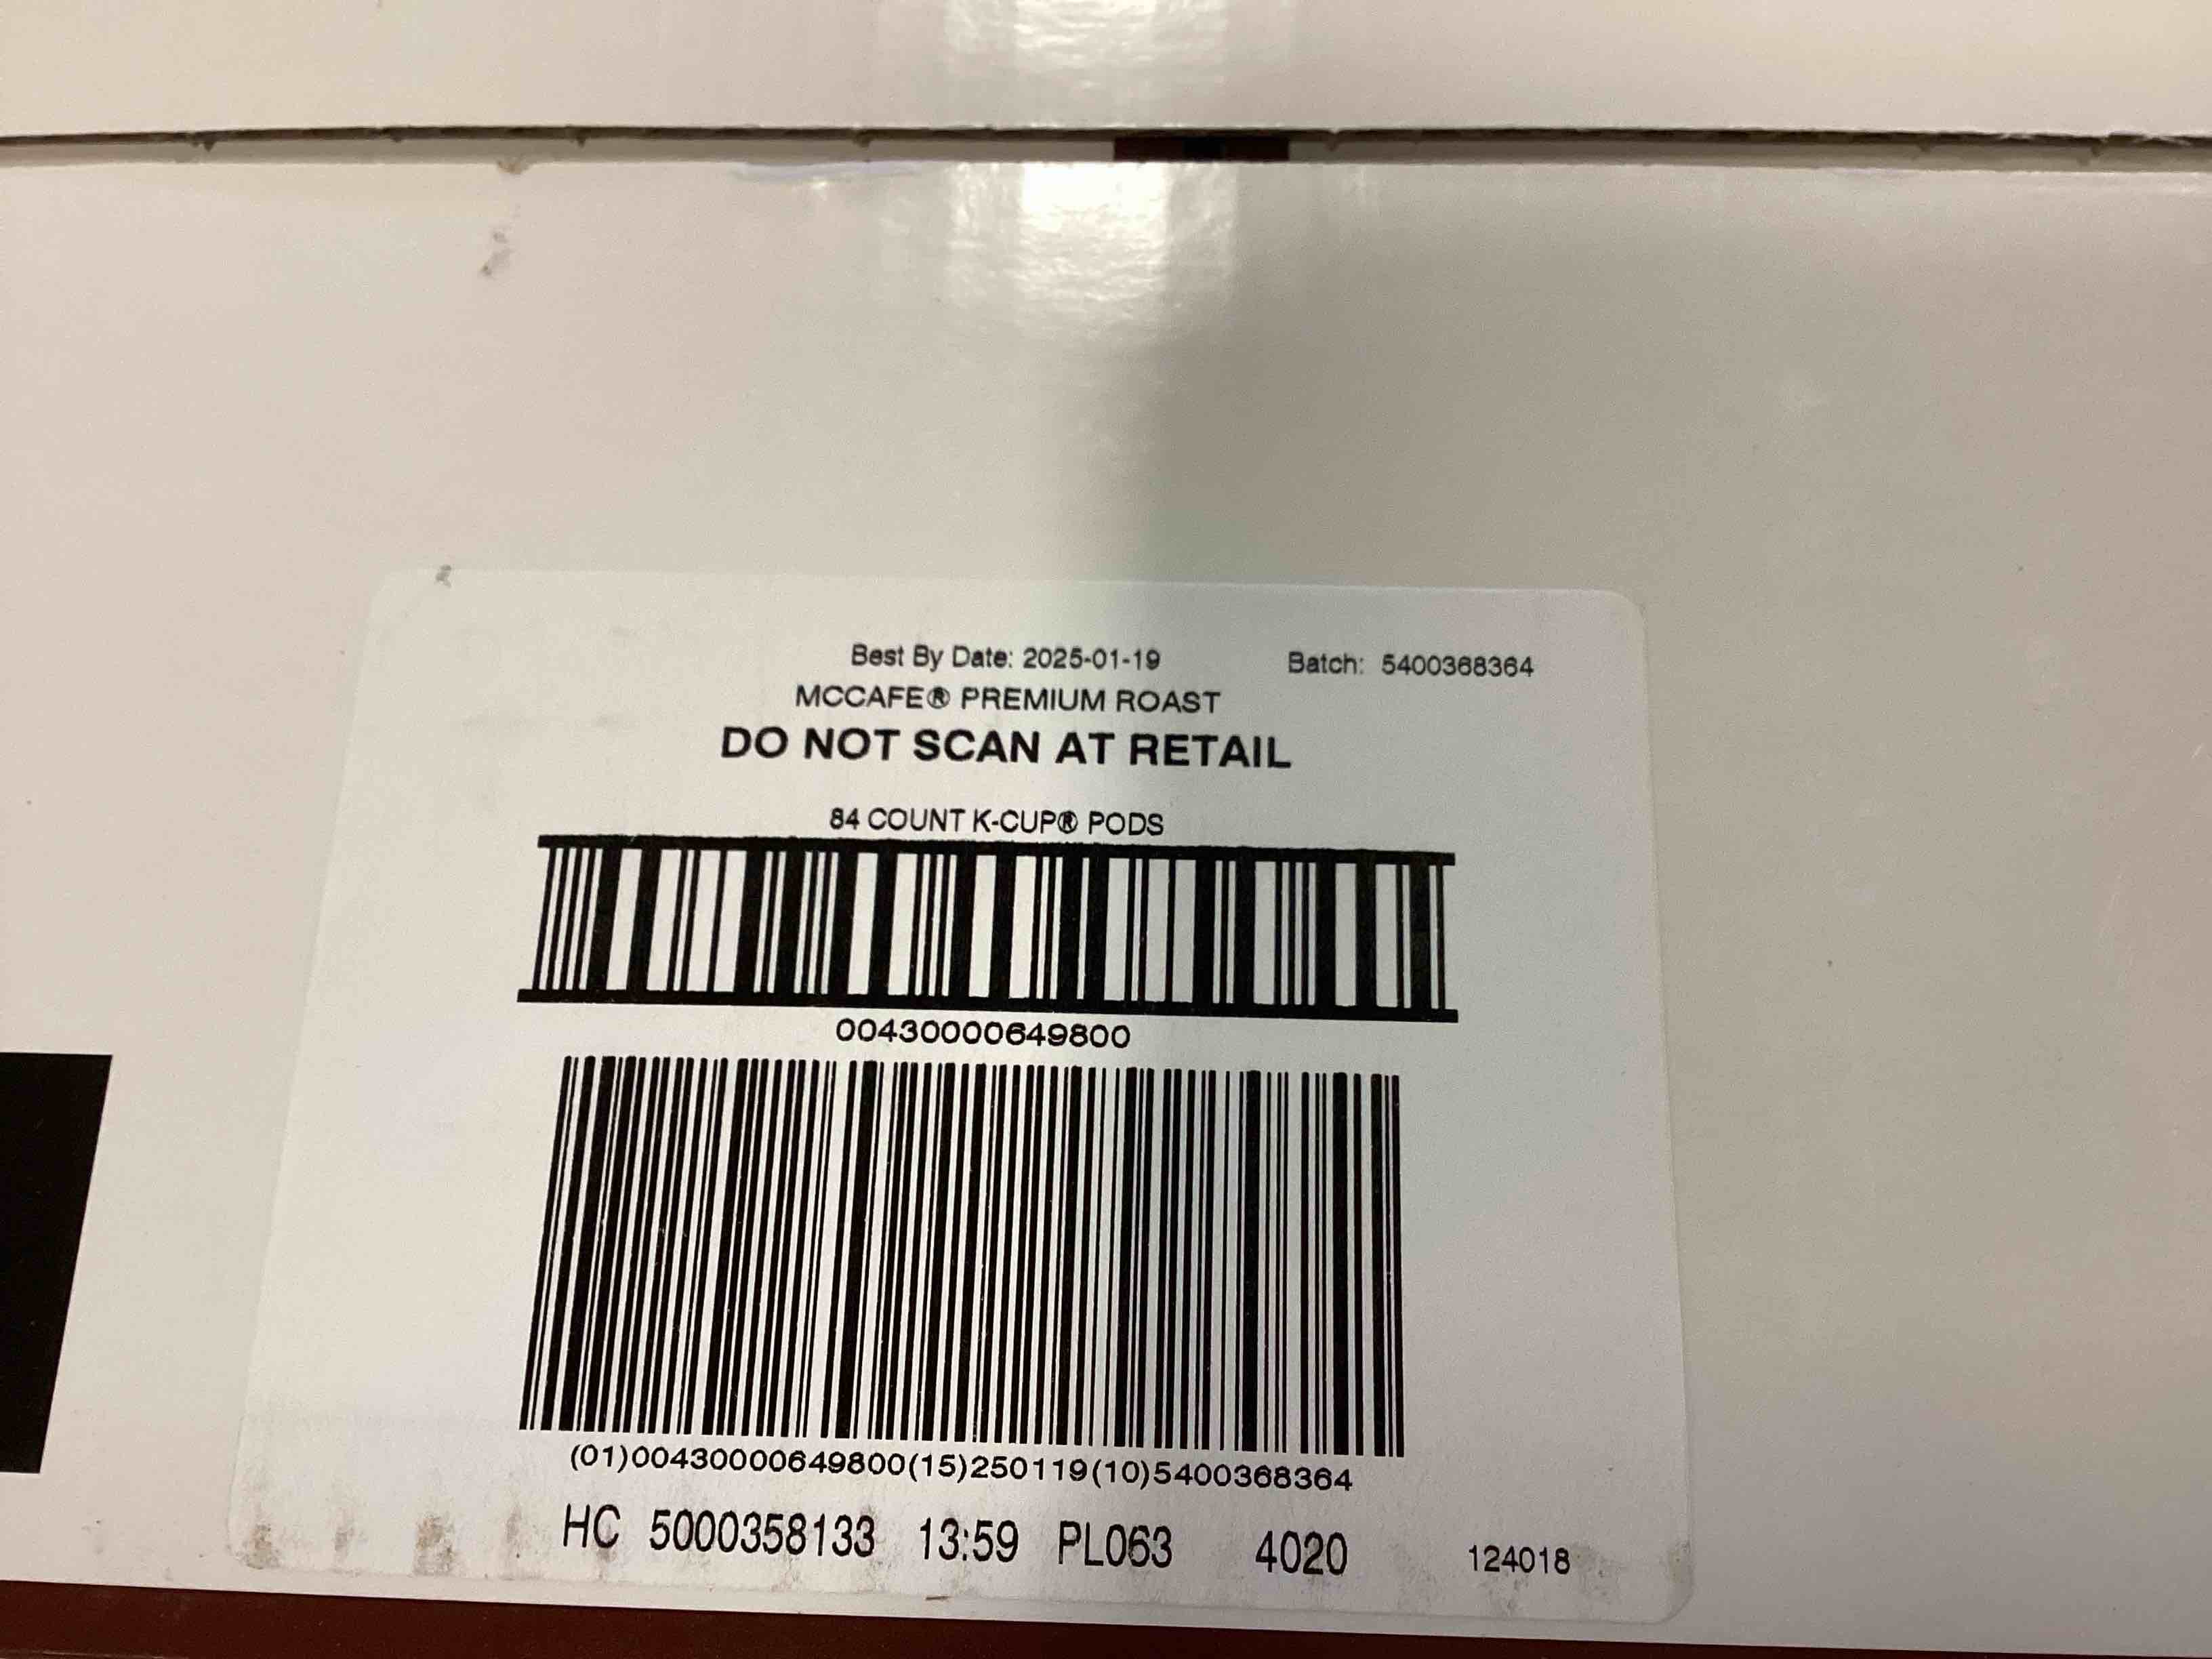 Best By Date: 2025-01-19 Batch: 5400368364
MCCAFE® PREMIUM ROAST
DO NOT SCAN AT RETAIL
84 COUNT K-CUP® PODS
00430000649800
(01)00430000649800(15)250119(10)5400368364
HC 5000358133 13:59 PL063 4020 124018